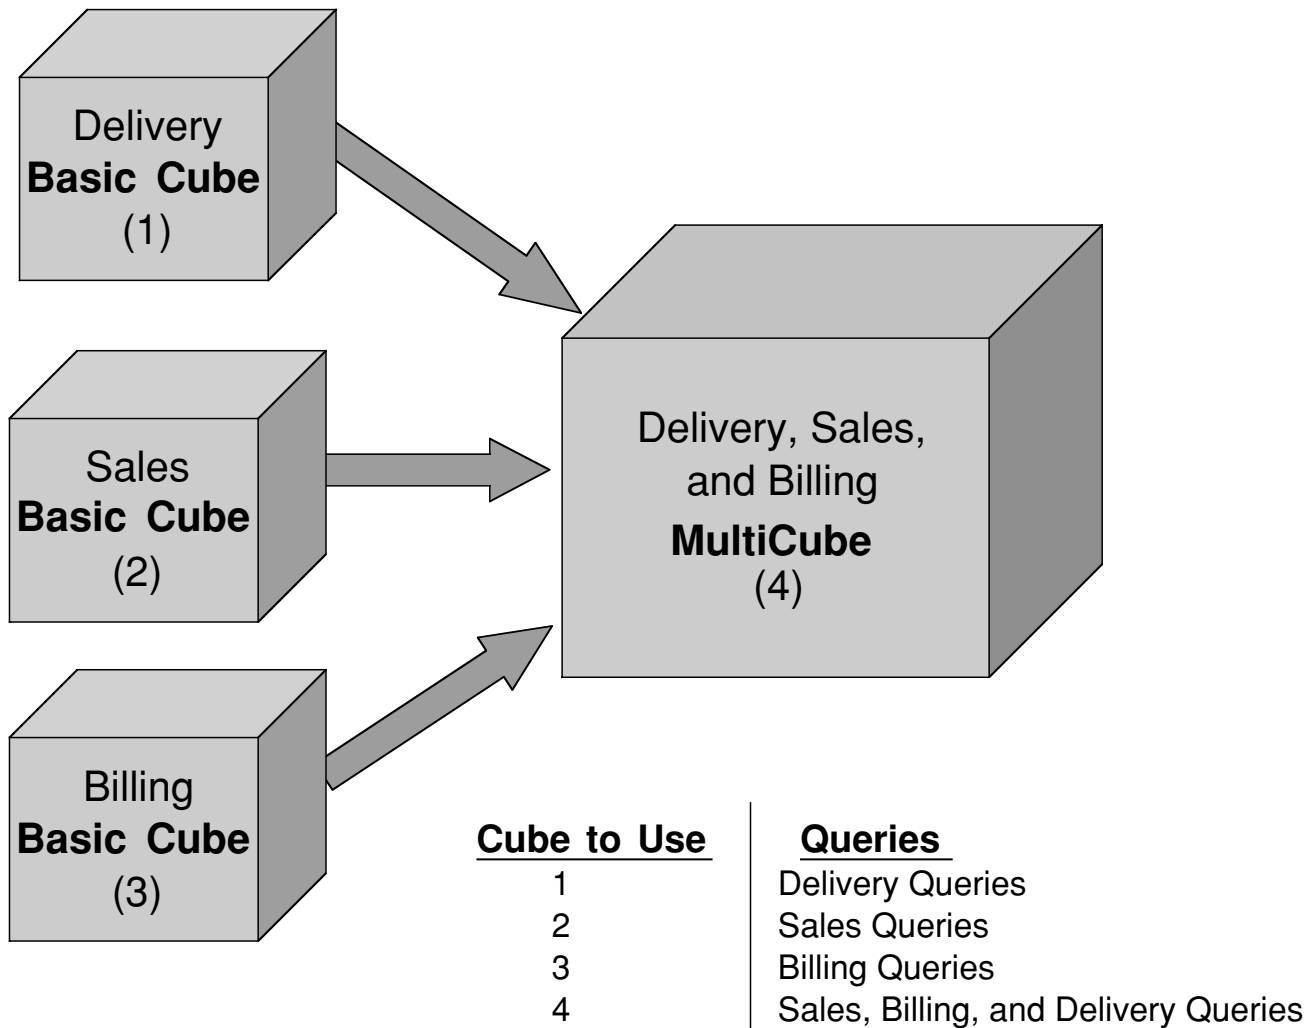 Delivery
Basic Cube
(1)
Sales
Basic Cube
(2)
Billing
Basic Cube
(3)
Delivery, Sales,
and Billing
MultiCube
(4)
Cube to Use Queries
1 Delivery Queries
2 Sales Queries
3 Billing Queries
4 Sales, Billing, and Delivery Queries